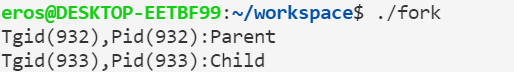 eros@DESKTOP-EETBF99:~/workspace$ ./fork
Tgid(932),Pid(932):Parent
Tgid(933),Pid(933):Child